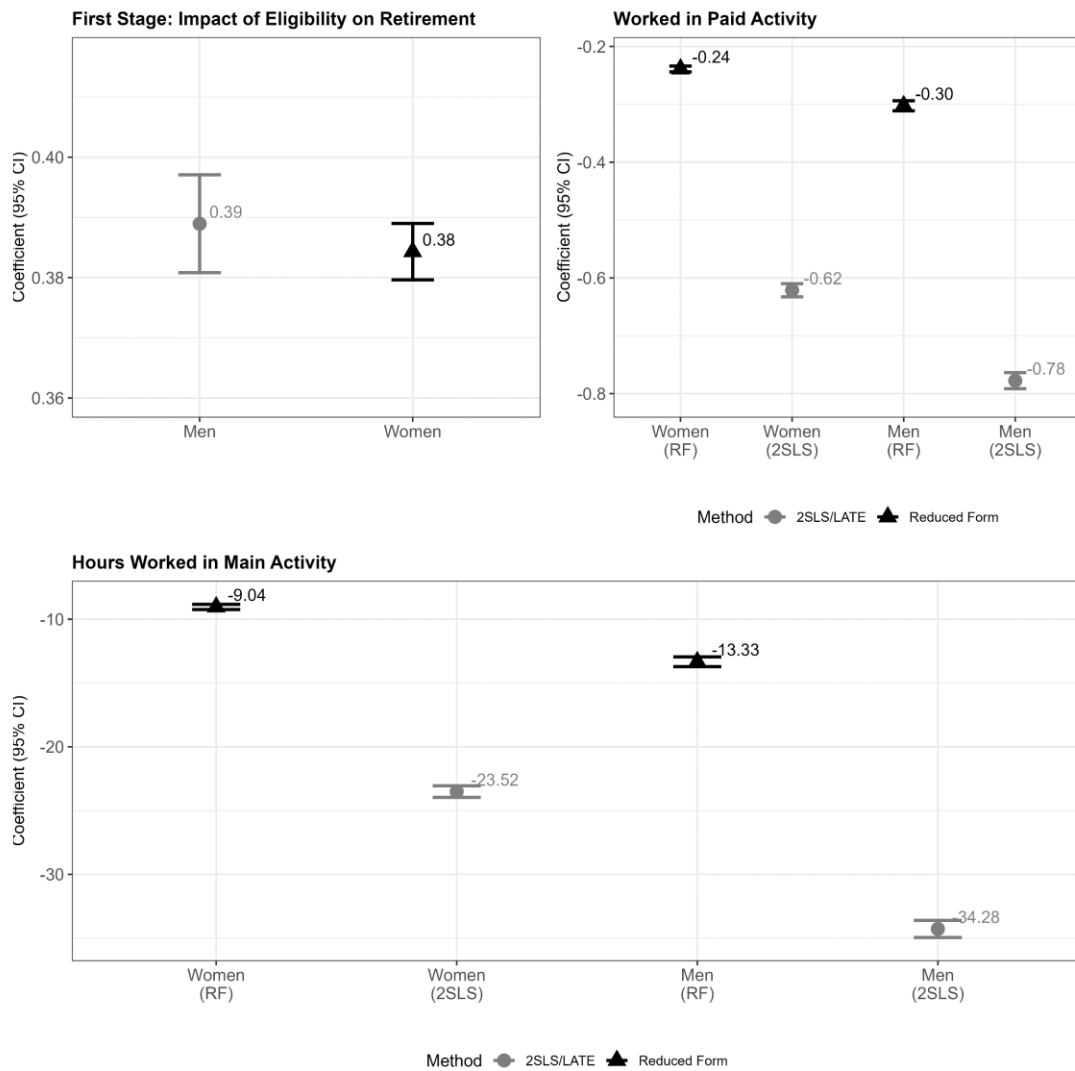 First Stage: Impact of Eligibility on Retirement
Coefficient (95% CI)
0.40
0.38
0.36
0.39
0.38
Men
Women
Worked in Paid Activity
Coefficient (95% CI)
-0.2
-0.4
-0.6
-0.8
-0.24
-0.62
-0.30
-0.78
Women
(RF)
Women
(2SLS)
Men
(RF)
Men
(2SLS)
Method 2SLS/LATE Reduced Form
Hours Worked in Main Activity
Coefficient (95% CI)
-10
-20
-30
-9.04
-23.52
-13.33
-34.28
Women
(RF)
Women
(2SLS)
Men
(RF)
Men
(2SLS)
Method 2SLS/LATE Reduced Form